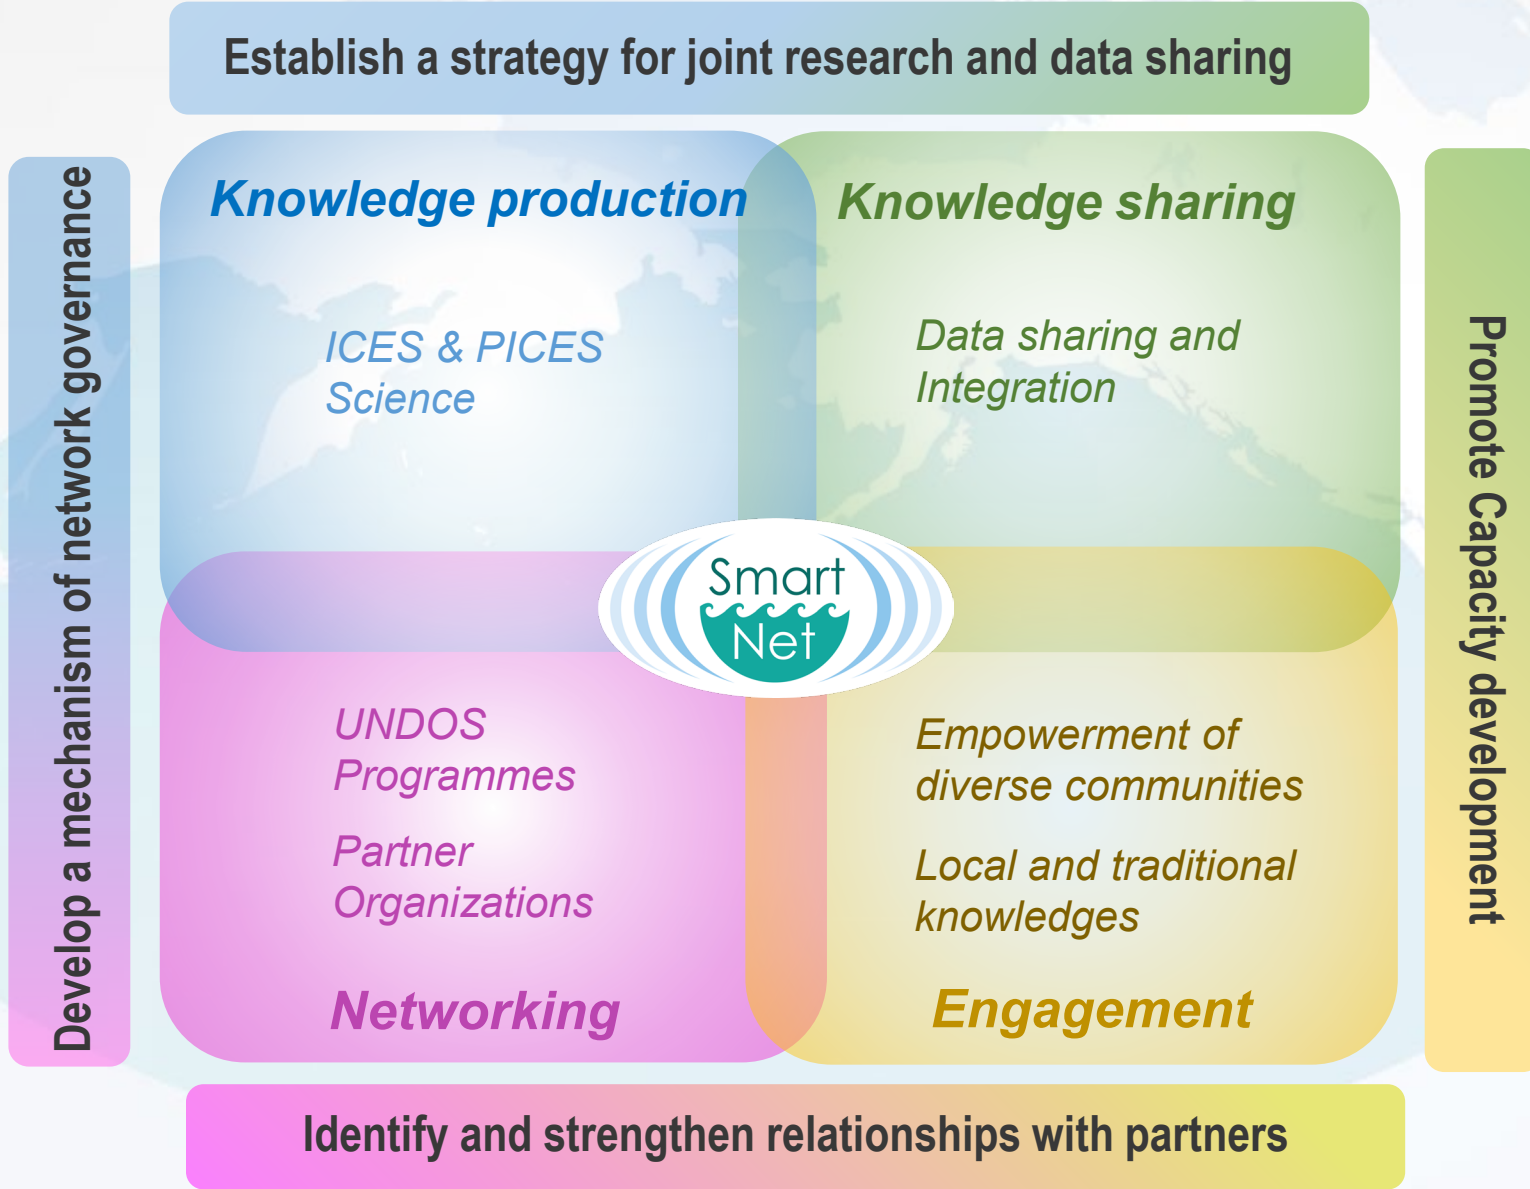 Establish a strategy for joint research and data sharing
Develop a mechanism of network governance
Knowledge production
ICES & PICES
Science
Knowledge sharing
Data sharing and
Integration
Smart
Net
UNDOS
Programmes
Partner
Organizations
Networking
Empowerment of
diverse communities
Local and traditional
knowledges
Engagement
Promote Capacity development
Identify and strengthen relationships with partners